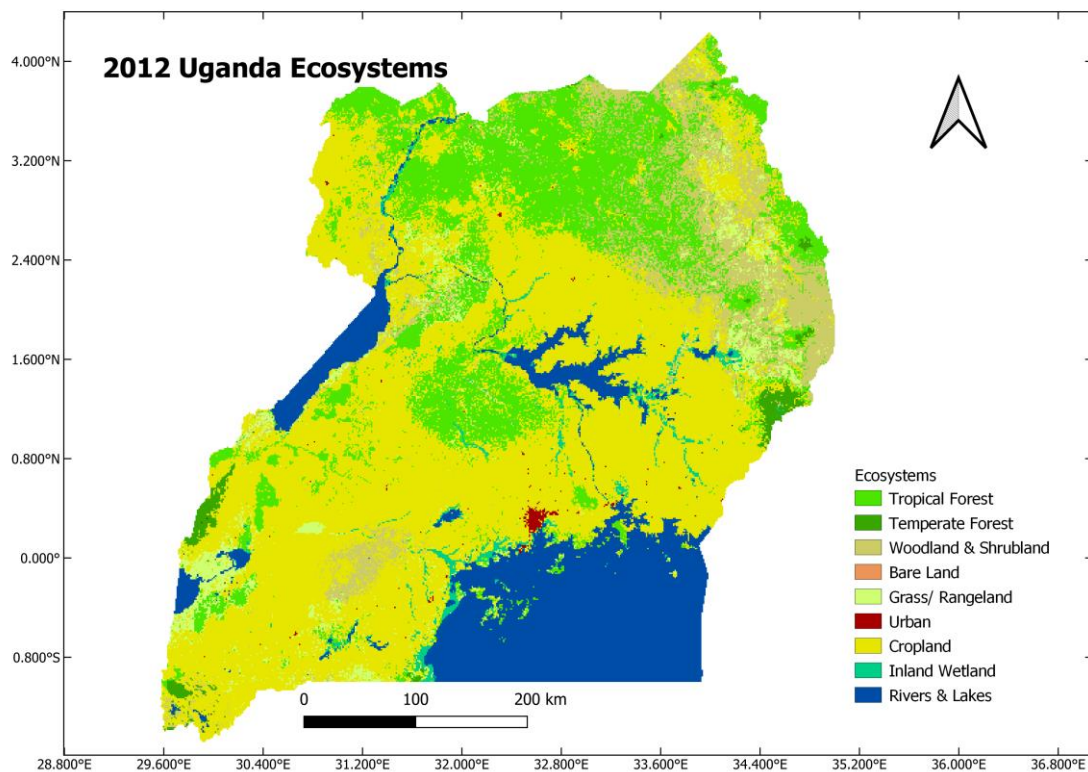 2012 Uganda Ecosystems
4.000°N
3.200°N
2.400°N
1.600°N
0.800°N
0.000°
0.800°S
Ecosystems
Tropical Forest
Temperate Forest
Woodland & Shrubland
Bare Land
Grass/ Rangeland
Urban
Cropland
Inland Wetland
Rivers & Lakes
0 100 200 km
28.800°E 29.600°E 30.400°E 31.200°E 32.000°E 32.800°E 33.600°E 34.400°E 35.200°E 36.000°E 36.800°E